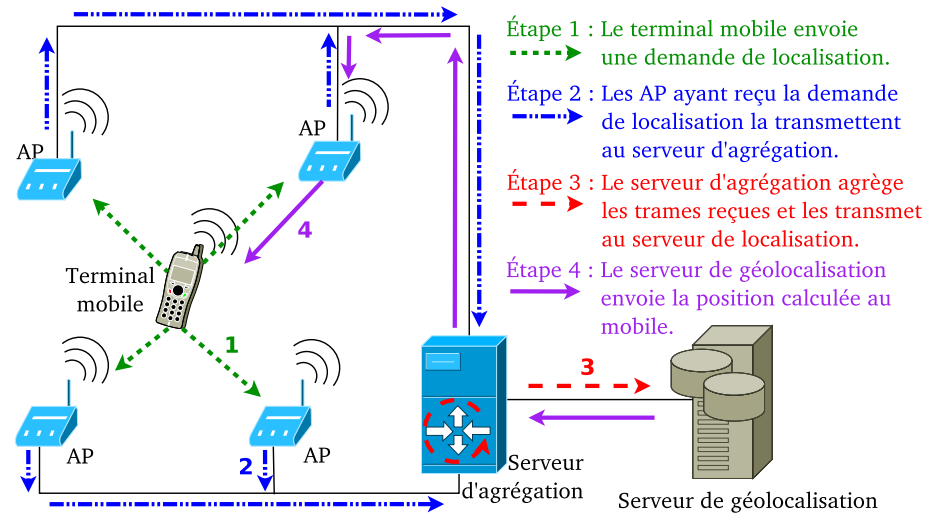 Étape 1 : Le terminal mobile envoie
une demande de localisation.
Étape 2 : Les AP ayant reçu la demande
de localisation la transmettent
au serveur d'agrégation.
Étape 3 : Le serveur d'agrégation agrège
les trames reçues et les transmet
au serveur de localisation.
Étape 4 : Le serveur de géolocalisation
envoie la position calculée au
mobile.
AP
AP
4
Terminal
mobile
1
3
AP
2
AP
Serveur
d'agrégation
Serveur de géolocalisation